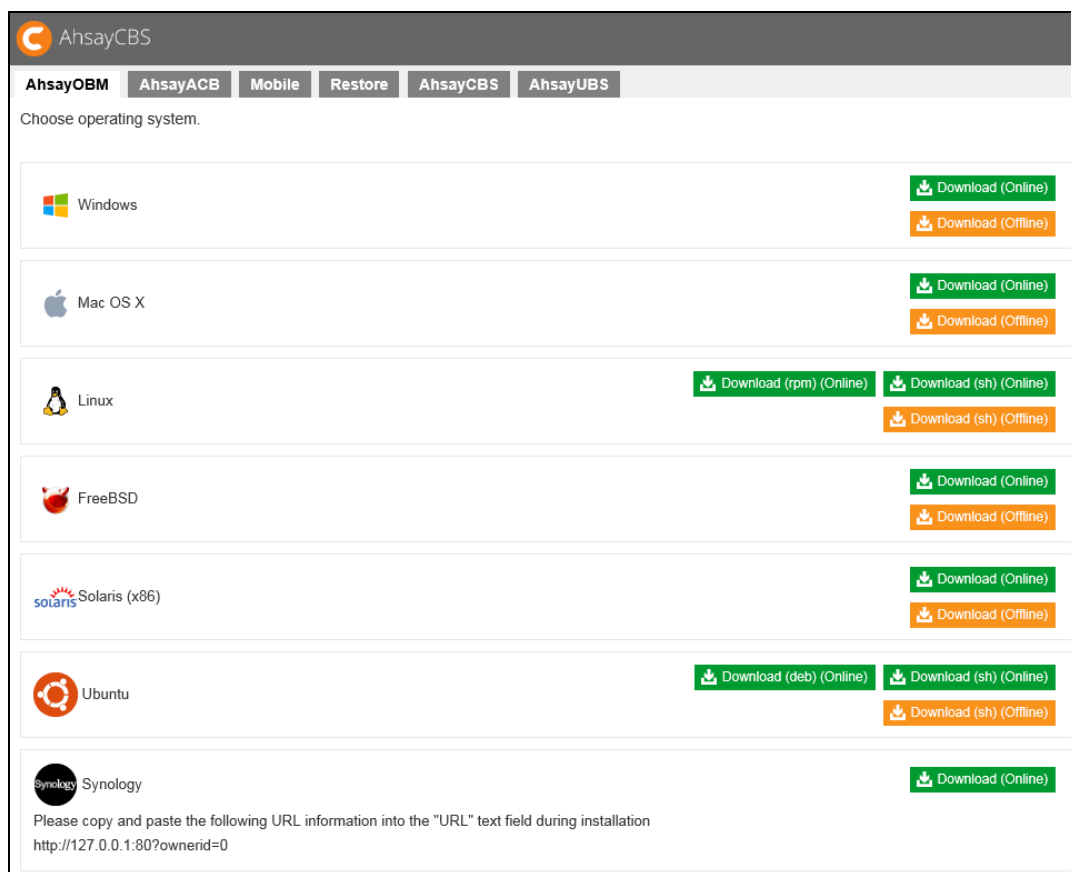 AhsayCBS
AhsayOBM AhsayACB Mobile Restore AhsayCBS AhsayUBS
Choose operating system.
Windows
Download (Online)
Download (Offline)
Mac OS X
Download (Online)
Download (Offline)
Linux
Download (rpm) (Online) Download (sh) (Online)
Download (sh) (Offline)
FreeBSD
Download (Online)
Download (Offline)
solaris Solaris (x86)
Download (Online)
Download (Offline)
Ubuntu
Download (deb) (Online) Download (sh) (Online)
Download (sh) (Offline)
Synology Synology
Download (Online)
Please copy and paste the following URL information into the "URL" text field during installation
http://127.0.0.1:80?ownerid=0